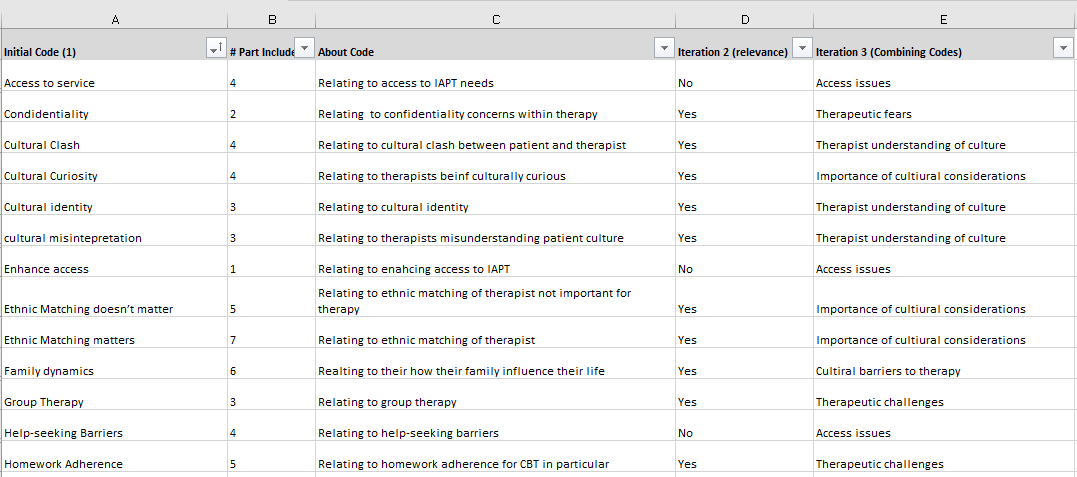 A B C D E
Initial Code (1) # Part Include About Code Iteration 2 (relevance) Iteration 3 (Combining Codes)
Access to service 4 Relating to access to IAPT needs No Access issues
Condidentiality 2 Relating to confidentiality concerns within therapy Yes Therapeutic fears
Cultural Clash 4 Relating to cultural clash between patient and therapist Yes Therapist understanding of culture
Cultural Curiosity 4 Relating to therapists beinf culturally curious Yes Importance of cultiural considerations
Cultural identity 3 Relating to cultural identity Yes Therapist understanding of culture
cultural misintepretation 3 Relating to therapists misunderstanding patient culture Yes Therapist understanding of culture
Enhance access 1 Relating to enahcing access to IAPT No Access issues
Relating to ethnic matching of therapist not important for
Ethnic Matching doesn't matter 5 therapy Yes Importance of cultiural considerations
Ethnic Matching matters 7 Relating to ethnic matching of therapist Yes Importance of cultiural considerations
Family dynamics 6 Realting to their how their family influence their life Yes Cultiral barriers to therapy
Group Therapy 3 Relating to group therapy Yes Therapeutic challenges
Help-seeking Barriers 4 Relating to help-seeking barriers No Access issues
Homework Adherence 5 Relating to homework adherence for CBT in particular Yes Therapeutic challenges